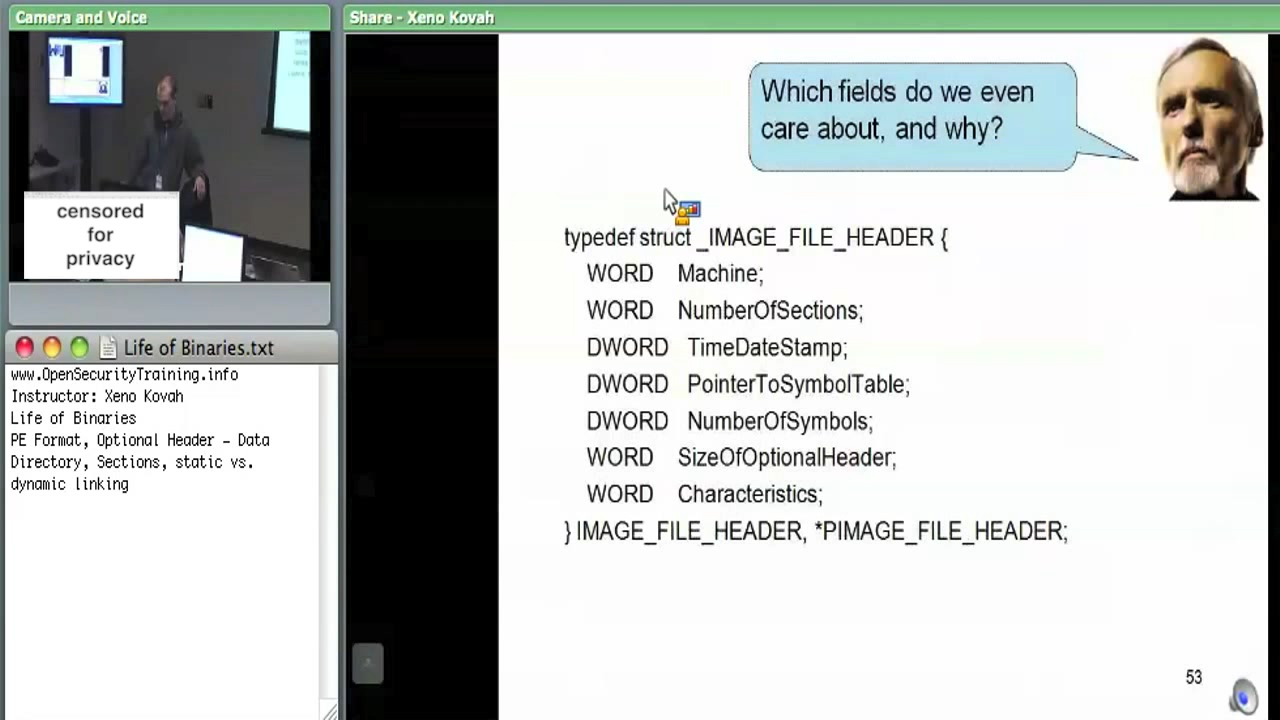 Camera and Voice
Share - Xeno Kovah
censored
for
privacy
Life of Binaries.txt
www.OpenSecurityTraining.info
Instructor: Xeno Kovah
Life of Binaries
PE Format, Optional Header - Data
Directory, Sections, static vs.
dynamic linking
Which fields do we even
care about, and why?
typedef struct _IMAGE_FILE_HEADER {
WORD Machine;
WORD NumberOfSections;
DWORD TimeDateStamp;
DWORD PointerToSymbolTable;
DWORD NumberOfSymbols;
WORD SizeOfOptionalHeader;
WORD Characteristics;
} IMAGE_FILE_HEADER, *PIMAGE_FILE_HEADER;
53